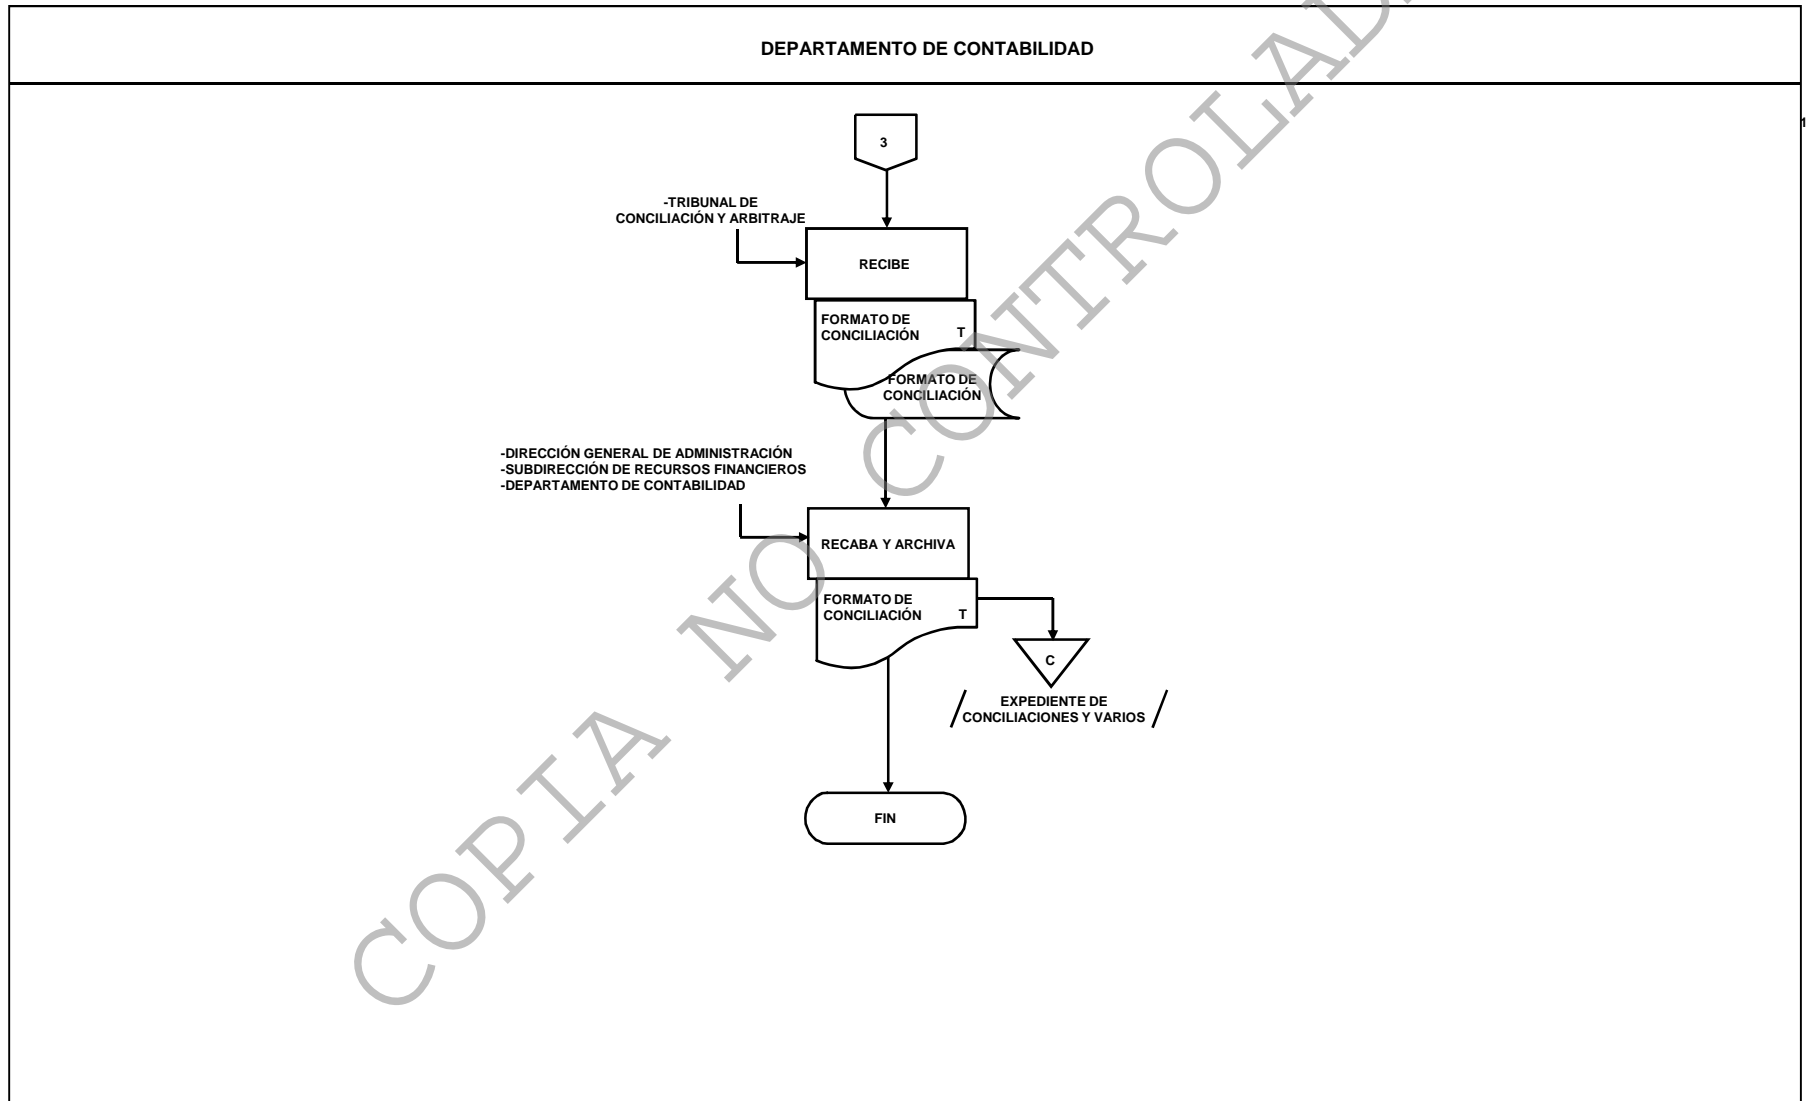 DEPARTAMENTO DE CONTABILIDAD
3
-TRIBUNAL DE
CONCILIACIÓN Y ARBITRAJE
RECIBE
FORMATO DE
CONCILIACIÓN T
FORMATO DE
CONCILIACIÓN
-DIRECCIÓN GENERAL DE ADMINISTRACIÓN
-SUBDIRECCIÓN DE RECURSOS FINANCIEROS
-DEPARTAMENTO DE CONTABILIDAD
RECABA Y ARCHIVA
FORMATO DE
CONCILIACIÓN T
C
/ EXPEDIENTE DE
CONCILIACIONES Y VARIOS /
FIN
COPIA NO CONTROLAD
1